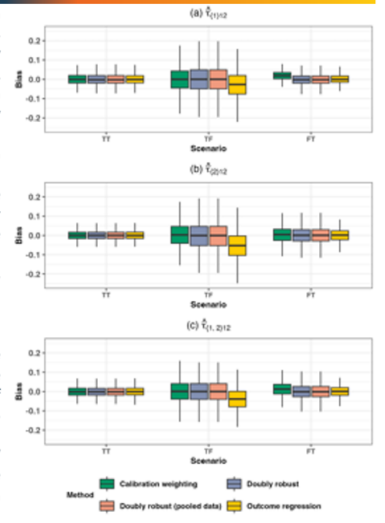 (a) τ̂(1)12
0.2
0.1
0.0
-0.1
-0.2
Bias
TT TF FT
Scenario
(b) τ̂(2)12
0.2
0.1
0.0
-0.1
-0.2
Bias
TT TF FT
Scenario
(c) τ̂(1, 2)12
0.2
0.1
0.0
-0.1
-0.2
Bias
TT TF FT
Scenario
Method
Calibration weighting Doubly robust
Doubly robust (pooled data) Outcome regression